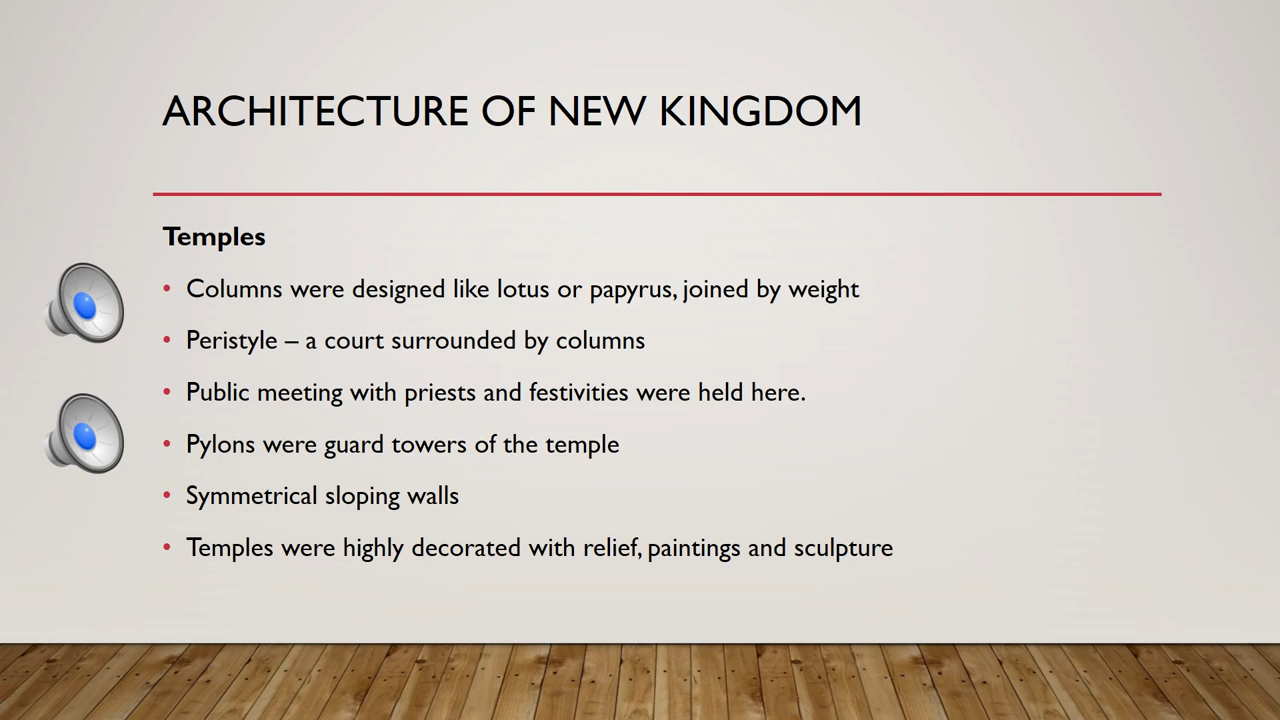 ARCHITECTURE OF NEW KINGDOM
Temples
• Columns were designed like lotus or papyrus, joined by weight
• Peristyle – a court surrounded by columns
• Public meeting with priests and festivities were held here.
• Pylons were guard towers of the temple
• Symmetrical sloping walls
• Temples were highly decorated with relief, paintings and sculpture